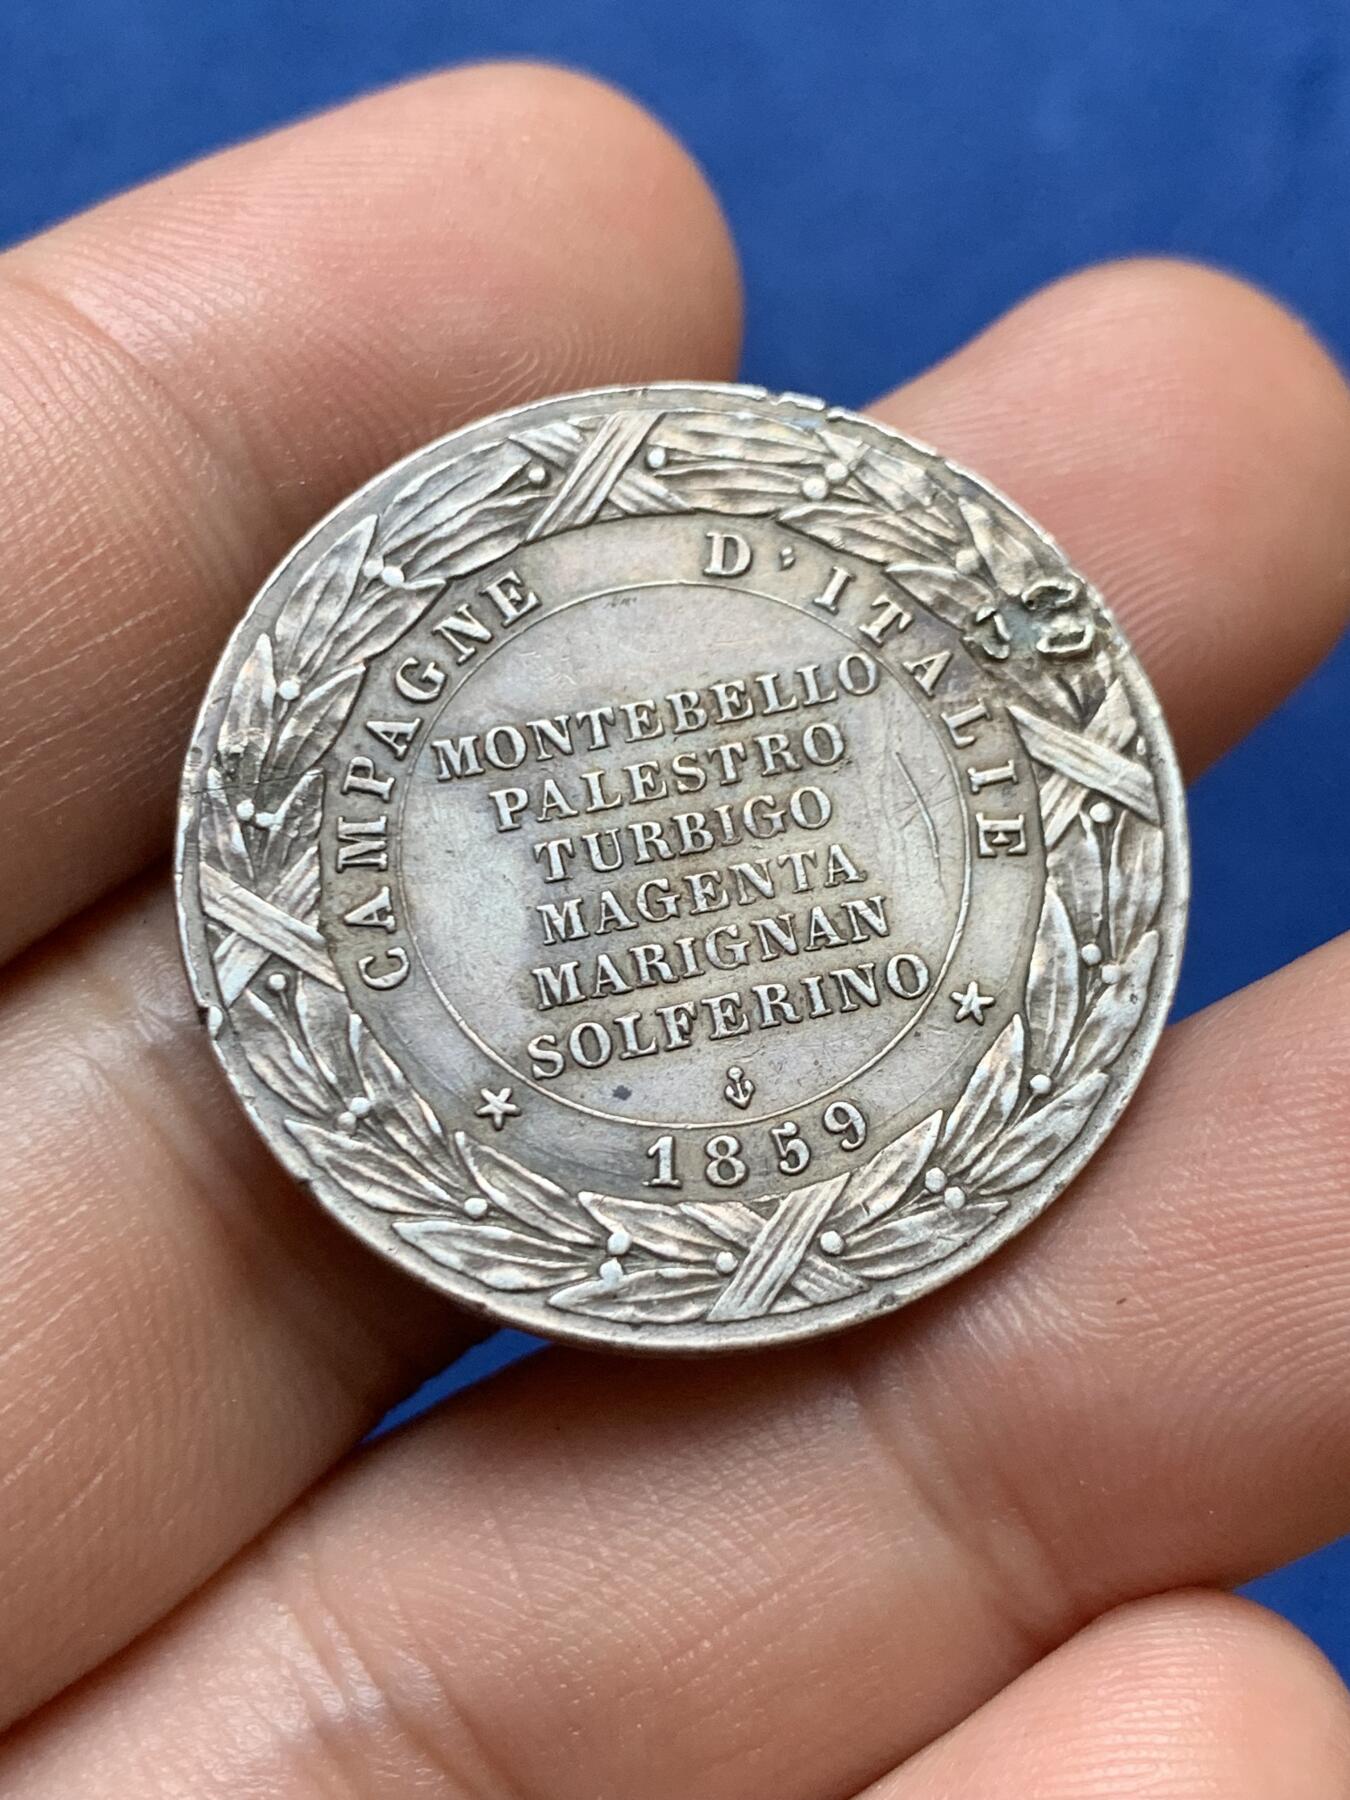 CAMPAGNE D'ITALIE
MONTEBELLO
PALESTRO
TURBIGO
MAGENTA
MARIGNAN
SOLFERINO
1859